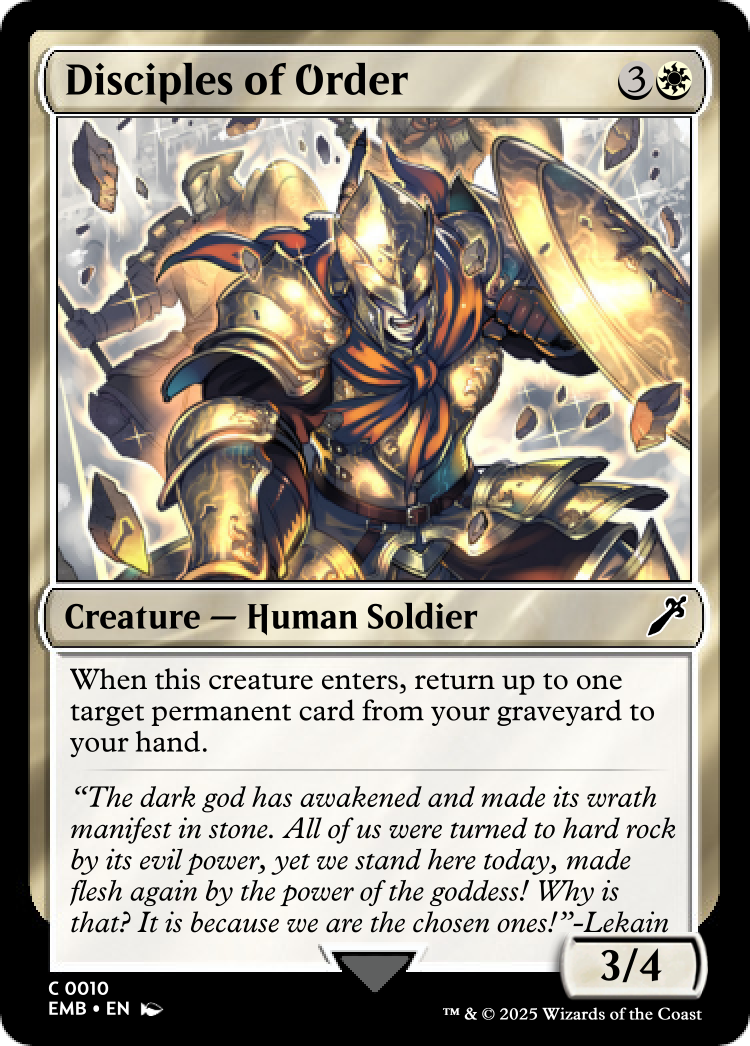 Disciples of Order
3
Creature — Human Soldier
When this creature enters, return up to one
target permanent card from your graveyard to
your hand.
“The dark god has awakened and made its wrath
manifest in stone. All of us were turned to hard rock
by its evil power, yet we stand here today, made
flesh again by the power of the goddess! Why is
that? It is because we are the chosen ones!”-Lekain
3/4
C 0010
EMB • EN
™ & © 2025 Wizards of the Coast